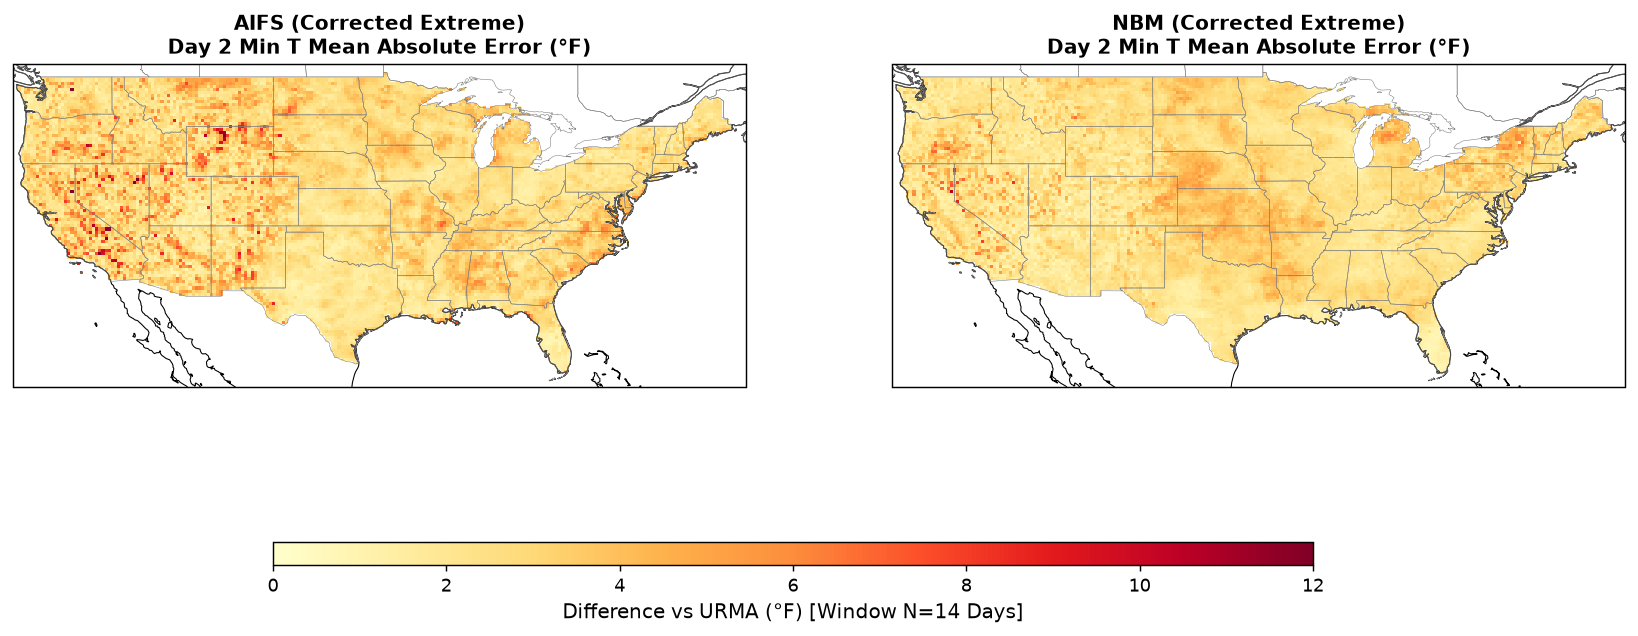 AIFS (Corrected Extreme)
Day 2 Min T Mean Absolute Error (°F)
NBM (Corrected Extreme)
Day 2 Min T Mean Absolute Error (°F)
0
2
4
6
8
10
12
Difference vs URMA (°F) [Window N=14 Days]